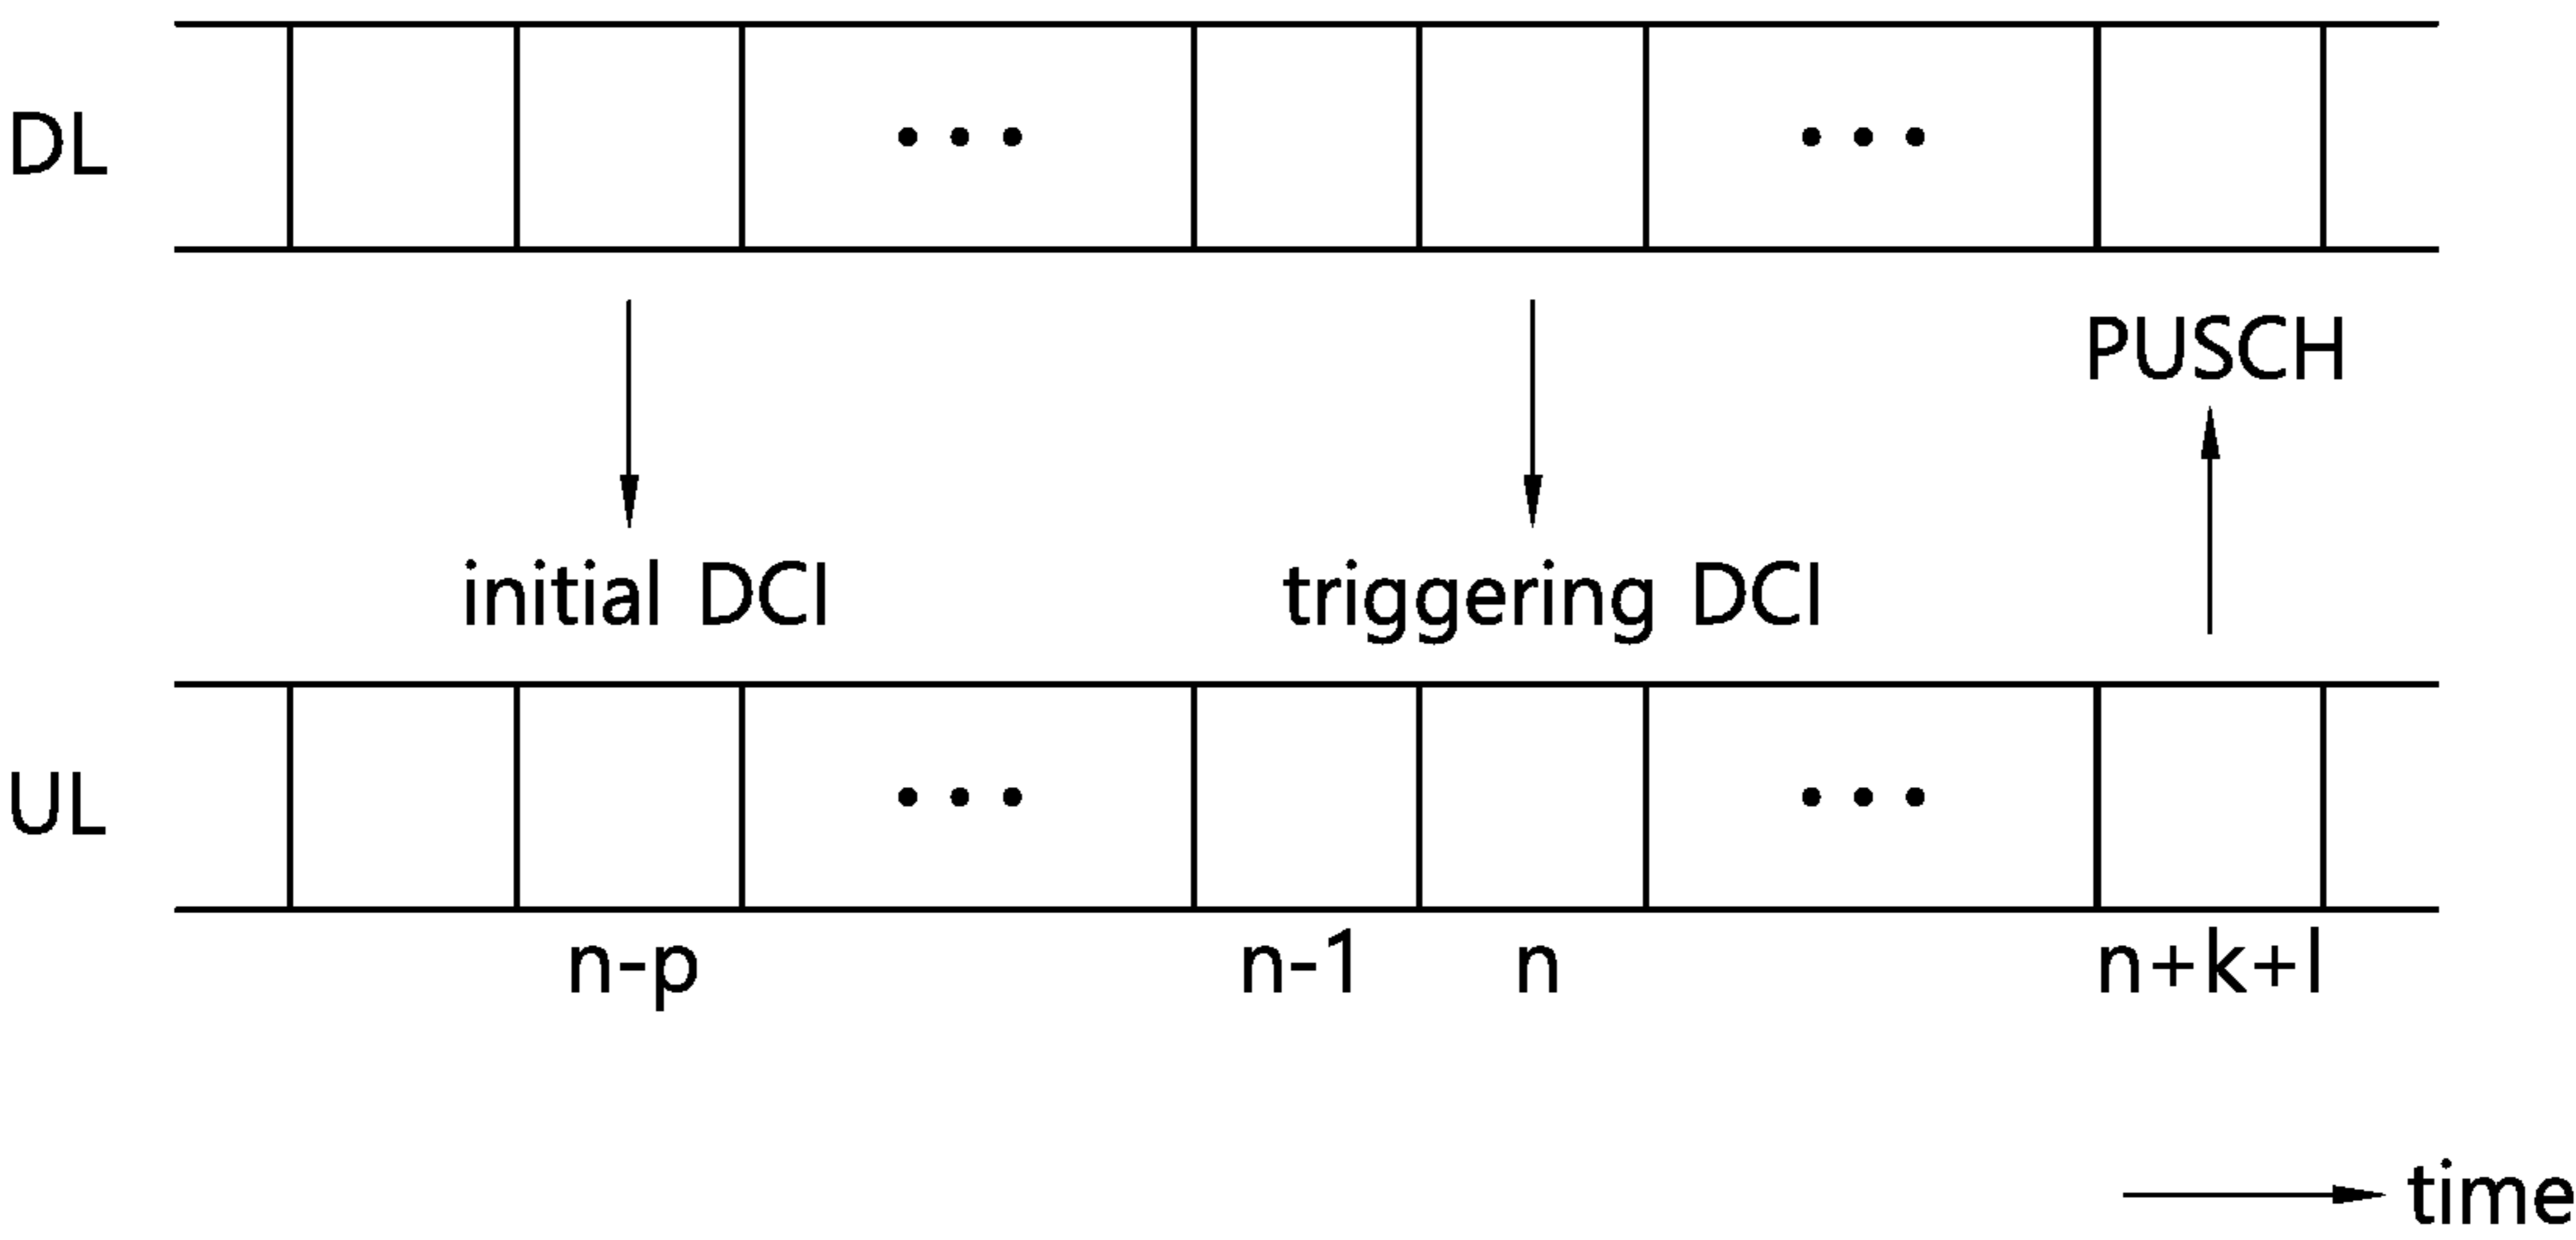 DL
PUSCH
initial DCI
triggering DCI
UL
n-p
n-1
n
n+k+l
time